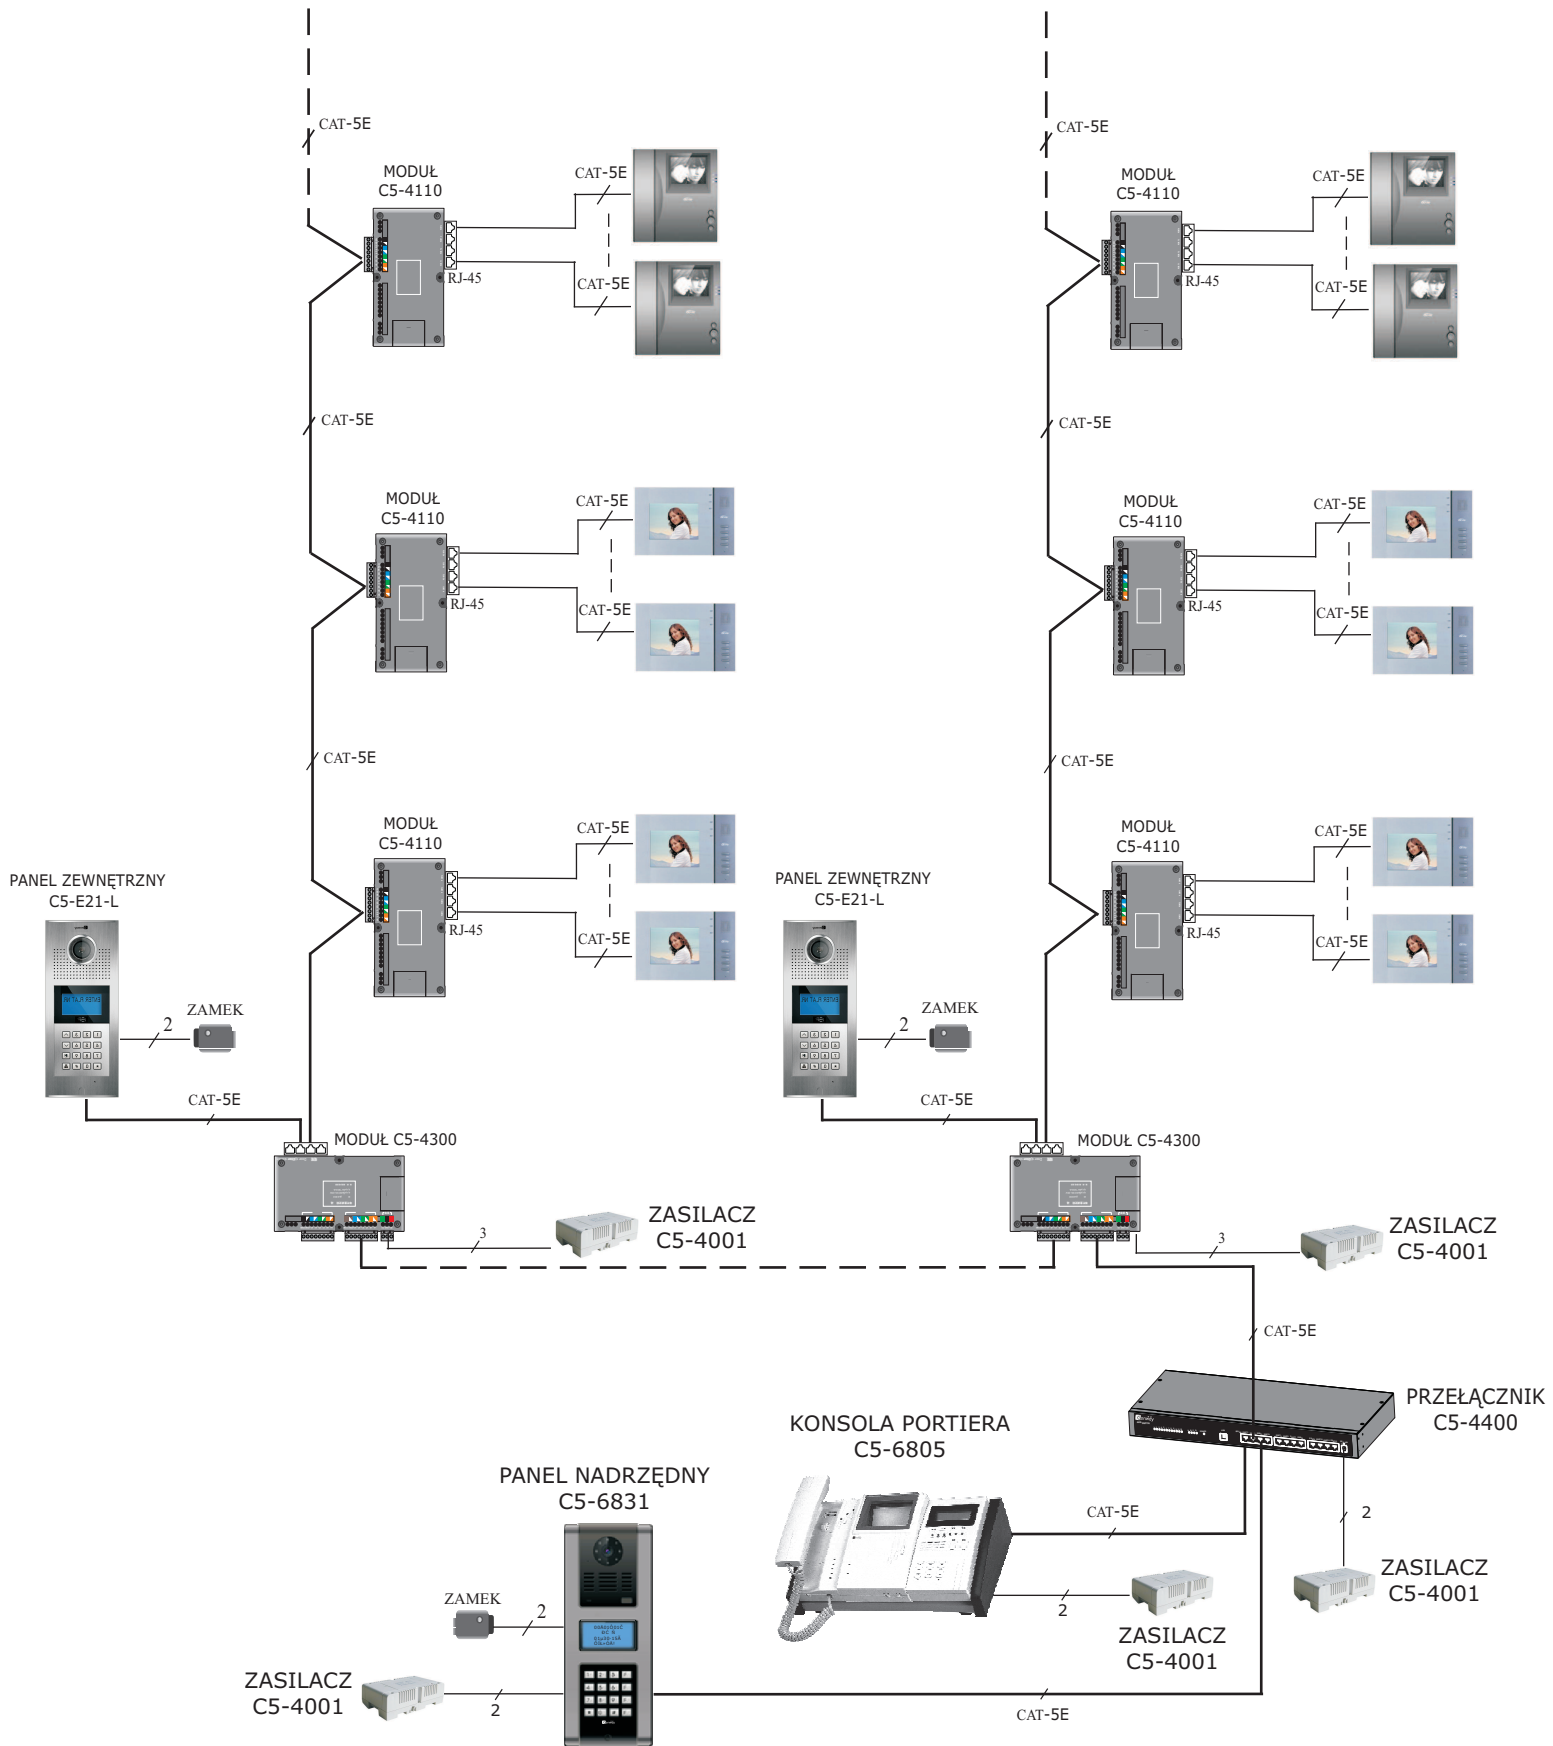 CAT-5E
CAT-5E
MODUŁ
C5-4110
CAT-5E
RJ-45
CAT-5E
MODUŁ
C5-4110
CAT-5E
RJ-45
CAT-5E
CAT-5E
CAT-5E
MODUŁ
C5-4110
CAT-5E
RJ-45
CAT-5E
MODUŁ
C5-4110
CAT-5E
RJ-45
CAT-5E
CAT-5E
CAT-5E
MODUŁ
C5-4110
CAT-5E
RJ-45
CAT-5E
MODUŁ
C5-4110
CAT-5E
RJ-45
CAT-5E
PANEL ZEWNĘTRZNY
C5-E21-L
ZAMEK
2
CAT-5E
PANEL ZEWNĘTRZNY
C5-E21-L
ZAMEK
2
CAT-5E
MODUŁ C5-4300
3
ZASILACZ
C5-4001
MODUŁ C5-4300
3
ZASILACZ
C5-4001
CAT-5E
PRZEŁĄCZNIK
C5-4400
KONSOLA PORTIERA
C5-6805
CAT-5E
2
ZASILACZ
C5-4001
2
ZASILACZ
C5-4001
PANEL NADRZĘDNY
C5-6831
ZAMEK
2
ZASILACZ
C5-4001
2
CAT-5E